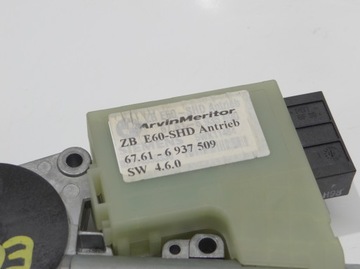 ArvinMeritor
ZB E60-SHD Antrieb
67.61 - 6 937 509
SW 4.6.0